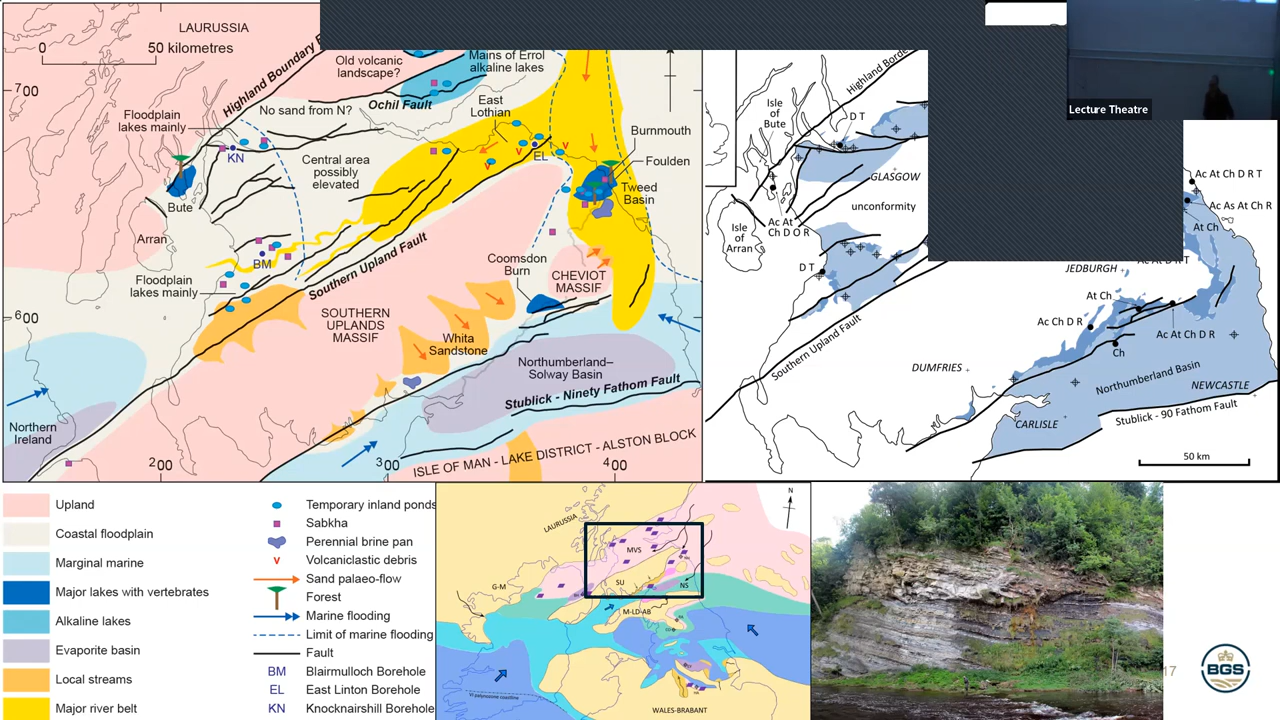 LAURUSSIA
0
50 kilometres
Highland Boundary
700
Old volcanic
landscape?
Mains of Errol
alkaline lakes
Floodplain
lakes mainly
No sand from N?
Ochil Fault
East
Lothian
KN
Central area
possibly
elevated
EL
Burnmouth
Foulden
Tweed
Basin
Bute
Arran
BM
Floodplain
lakes mainly
Southern Upland Fault
Coomsdon
Burn
CHEVIOT
MASSIF
600
SOUTHERN
UPLANDS
MASSIF
Whita
Sandstone
Northumberland–
Solway Basin
Stublick - Ninety Fathom Fault
Northern
Ireland
200
300
400
ISLE OF MAN - LAKE DISTRICT - ALSTON BLOCK
Lecture Theatre
Highland Borde
Isle
of
Bute
D T
GLASGOW
unconformity
Isle
of
Arran
Ac At
Ch D O R
D T
Southern Upland Fault
Ac At Ch D R T
Ac As At Ch R
At Ch
JEDBURGH
At Ch
Ac Ch D R
Ac At Ch D R
Ch
DUMFRIES
Northumberland Basin
NEWCASTLE
Stublick - 90 Fathom Fault
CARLISLE
50 km
Upland
Coastal floodplain
Marginal marine
Major lakes with vertebrates
Alkaline lakes
Evaporite basin
Local streams
Major river belt
Temporary inland ponds
Sabkha
Perennial brine pan
V Volcaniclastic debris
Sand palaeo-flow
Forest
Marine flooding
Limit of marine flooding
Fault
BM Blairmulloch Borehole
EL East Linton Borehole
KN Knocknairshill Borehole
N
LAURUSSIA
MVS
G-M
SU
NS
M-LD-AB
VI palynozone coastline
WALES-BRABANT
17
BGS